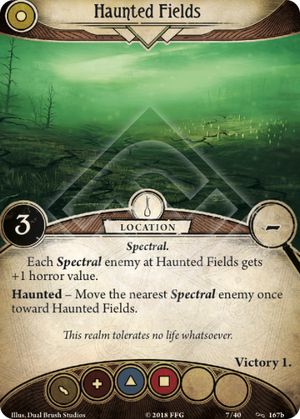 Haunted Fields
3
LOCATION
-
Spectral.
Each Spectral enemy at Haunted Fields gets
+1 horror value.
Haunted – Move the nearest Spectral enemy once
toward Haunted Fields.
This realm tolerates no life whatsoever.
Victory 1.
Illus. Dual Brush Studios
© 2018 FFG
7/40
167b